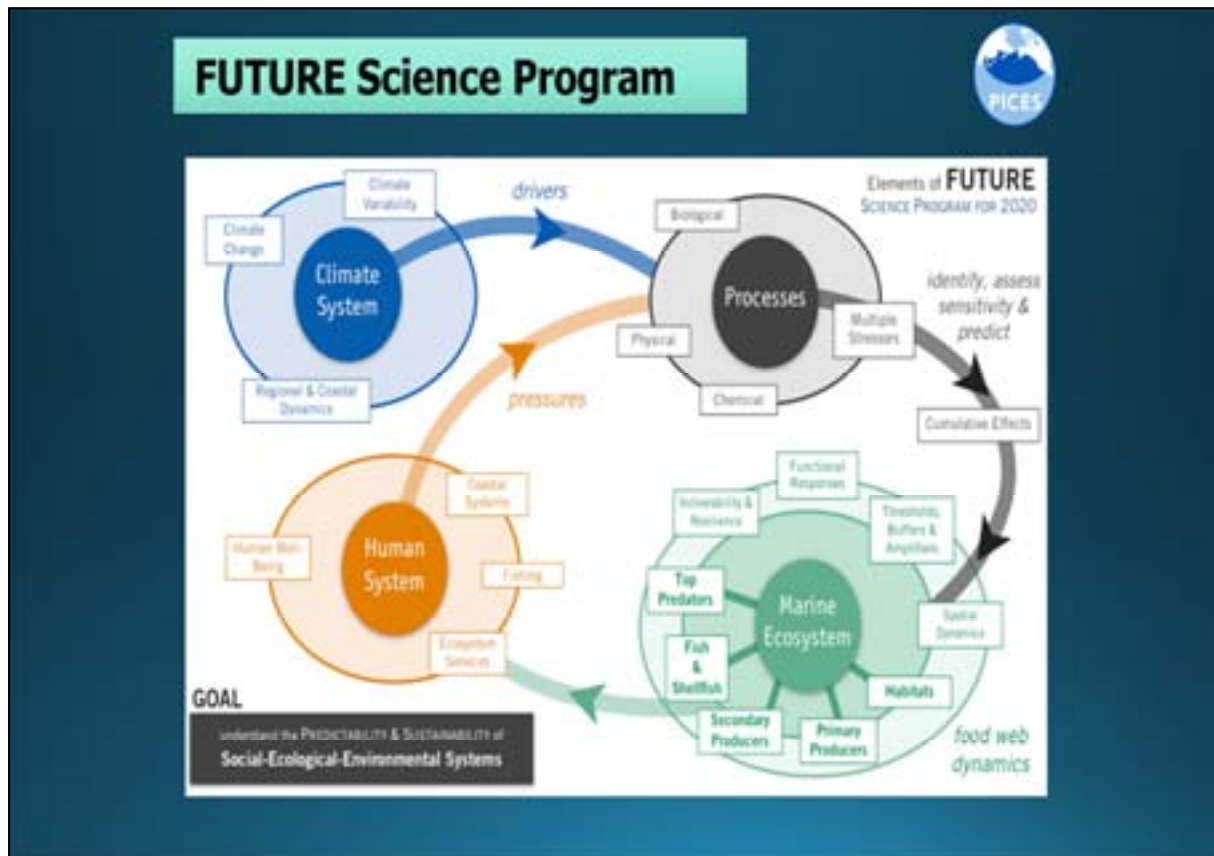 FUTURE Science Program
PICES
Elements of FUTURE
SCIENCE PROGRAM FOR 2020
Climate
Variability
Climate
Change
Climate
System
Regional & Coastal
Dynamics
drivers
Biological
Processes
Physical
Multiple
Stressors
Chemical
identify, assess
sensitivity &
predict
Cumulative Effects
pressures
Coastal
Systems
Human Well-
Being
Human
System
Fishing
Ecosystem
Services
Functional
Responses
Vulnerability &
Resilience
Thresholds,
Buffers &
Amplifiers
Top
Predators
Marine
Ecosystem
Spatial
Dynamics
Fish
&
Shellfish
Habitats
Secondary
Producers
Primary
Producers
food web
dynamics
GOAL
understand the PREDICTABILITY & SUSTAINABILITY of
Social-Ecological-Environmental Systems